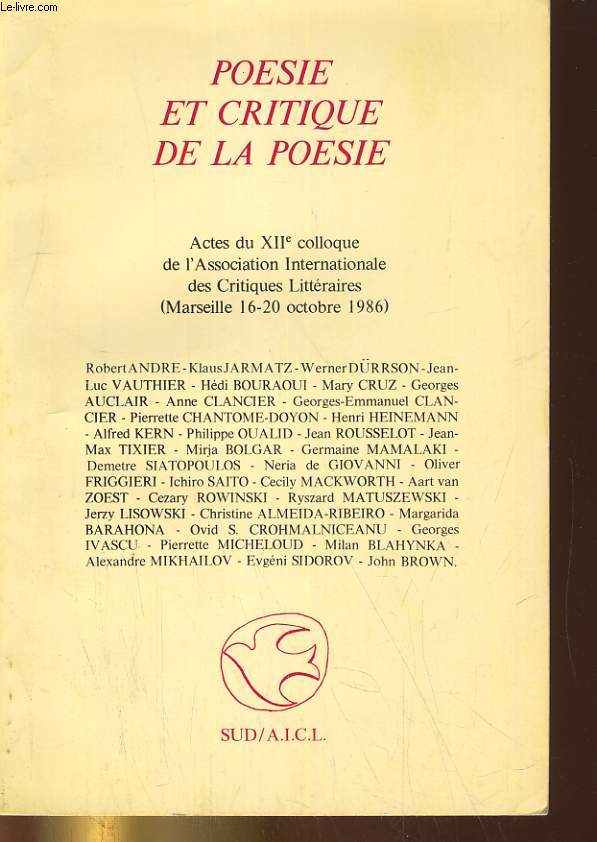 Le-livre.com
POESIE
ET CRITIQUE
DE LA POESIE
Actes du XIIe colloque
de l'Association Internationale
des Critiques Littéraires
(Marseille 16-20 octobre 1986)
Robert ANDRE - Klaus JARMATZ - Werner DÜRRSON - Jean-
Luc VAUTHIER - Hédi BOURAOUI - Mary CRUZ - Georges
AUCLAIR - Anne CLANCIER - Georges-Emmanuel CLAN-
CIER - Pierrette CHANTOME-DOYON - Henri HEINEMANN
- Alfred KERN - Philippe OUALID - Jean ROUSSELOT - Jean-
Max TIXIER - Mirja BOLGAR - Germaine MAMALAKI -
Demetre SIATOPOULOS - Neria de GIOVANNI - Oliver
FRIGGIERI - Ichiro SAITO - Cecily MACKWORTH - Aart van
ZOEST - Cezary ROWINSKI - Ryszard MATUSZEWSKI -
Jerzy LISOWSKI - Christine ALMEIDA-RIBEIRO - Margarida
BARAHONA - Ovid S. CROHMALNICEANU - Georges
IVASCU - Pierrette MICHELOUD - Milan BLAHYNKA -
Alexandre MIKHAILOV - Evgéni SIDOROV - John BROWN.
SUD/A.I.C.L.